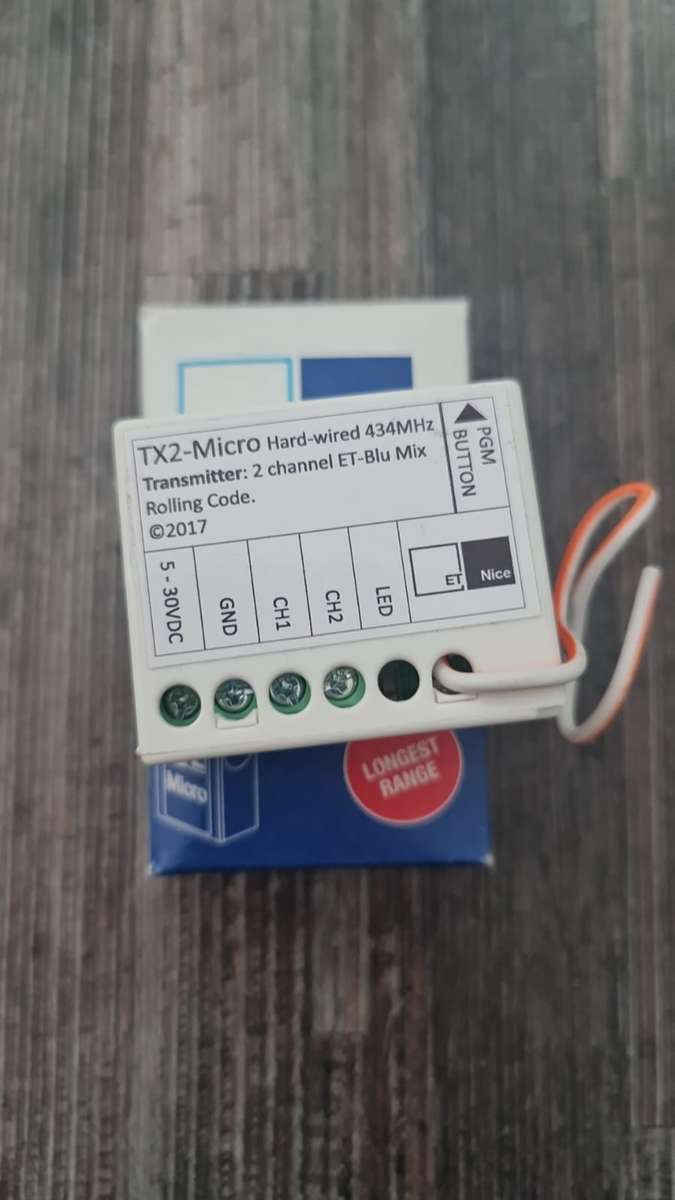 TX2-Micro Hard-wired 434MHz
Transmitter: 2 channel ET-Blu Mix
Rolling Code.
©2017
PGM
BUTTON
5 - 30VDC
GND
CH1
CH2
LED
ET Nice
Micro
LONGEST
RANGE